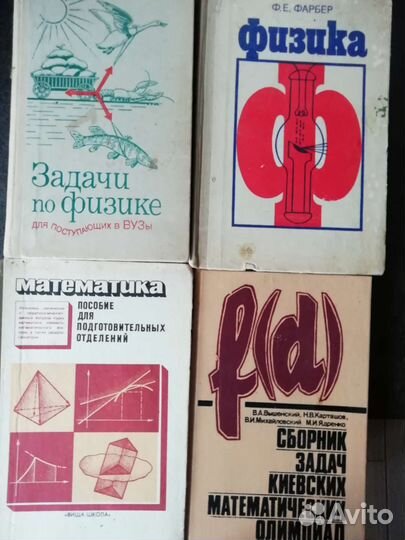 Задачи
по физике
для поступающих в ВУЗы
Ф.Е. ФАРБЕР
физика
математика
ПОСОБИЕ
ДЛЯ
ПОДГОТОВИТЕЛЬНЫХ
ОТДЕЛЕНИЙ
«ВИЩА ШКОЛА»
f(d)
В.А.Вышенский, Н.В.Карташов,
В.И.Михайловский М.И.Ядренко
СБОРНИК
ЗАДАЧ
КИЕВСКИХ
МАТЕМАТИЧЕСКИ
ОЛИМПИАД
Avito